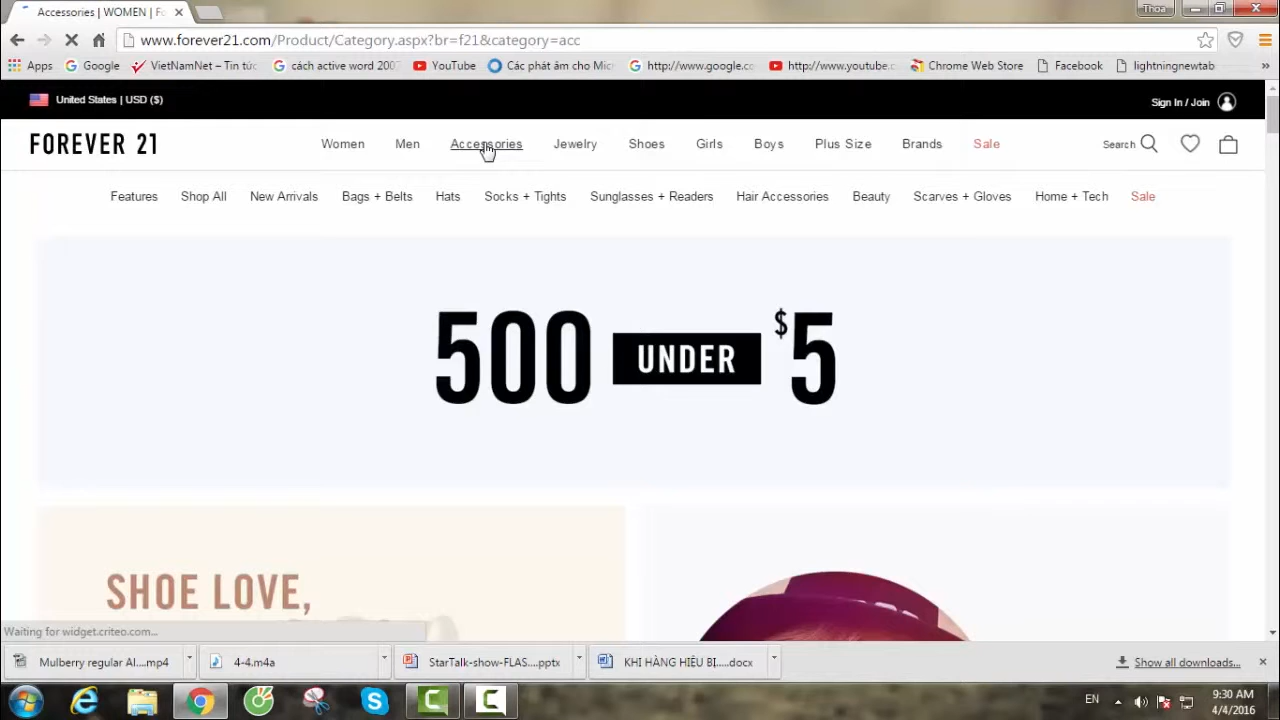 Accessories | WOMEN | Fo
Thoa
www.forever21.com/Product/Category.aspx?br=f21&category=acc
Apps Google VietNamNet – Tin tức cách active word 2007 YouTube Các phát âm cho Mic http://www.google.co http://www.youtube.c Chrome Web Store Facebook lightningnewtab »
United States | USD ($) Sign In / Join
FOREVER 21 Women Men Accessories Jewelry Shoes Girls Boys Plus Size Brands Sale Search
Features Shop All New Arrivals Bags + Belts Hats Socks + Tights Sunglasses + Readers Hair Accessories Beauty Scarves + Gloves Home + Tech Sale
500 UNDER $5
SHOE LOVE,
Waiting for widget.criteo.com...
Mulberry regular Al....mp4 4-4.m4a StarTalk-show-FLAS....pptx KHI HÀNG HIỆU BỊ.....docx Show all downloads...
EN 9:30 AM
4/4/2016